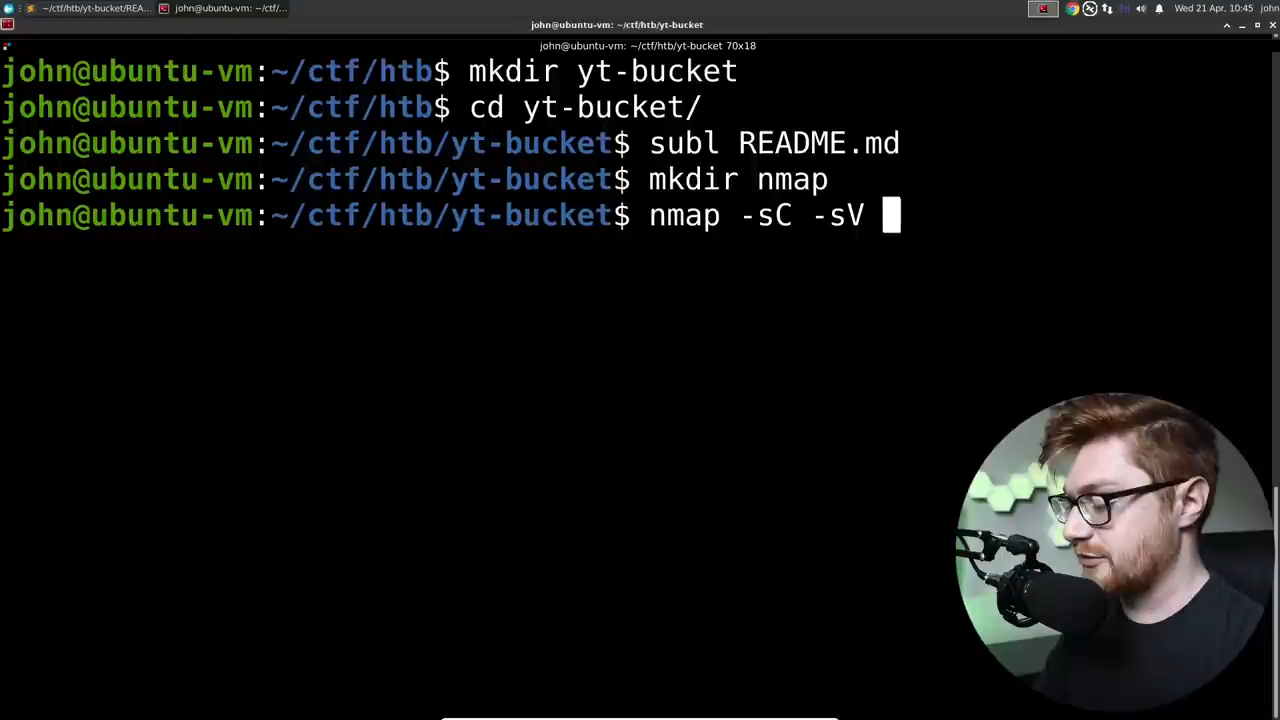 ~/ctf/htb/yt-bucket/REA...
john@ubuntu-vm: ~/ctf/...
Wed 21 Apr, 10:45
john
john@ubuntu-vm: ~/ctf/htb/yt-bucket
john@ubuntu-vm: ~/ctf/htb/yt-bucket 70x18
john@ubuntu-vm:~/ctf/htb$ mkdir yt-bucket
john@ubuntu-vm:~/ctf/htb$ cd yt-bucket/
john@ubuntu-vm:~/ctf/htb/yt-bucket$ subl README.md
john@ubuntu-vm:~/ctf/htb/yt-bucket$ mkdir nmap
john@ubuntu-vm:~/ctf/htb/yt-bucket$ nmap -sC -sV